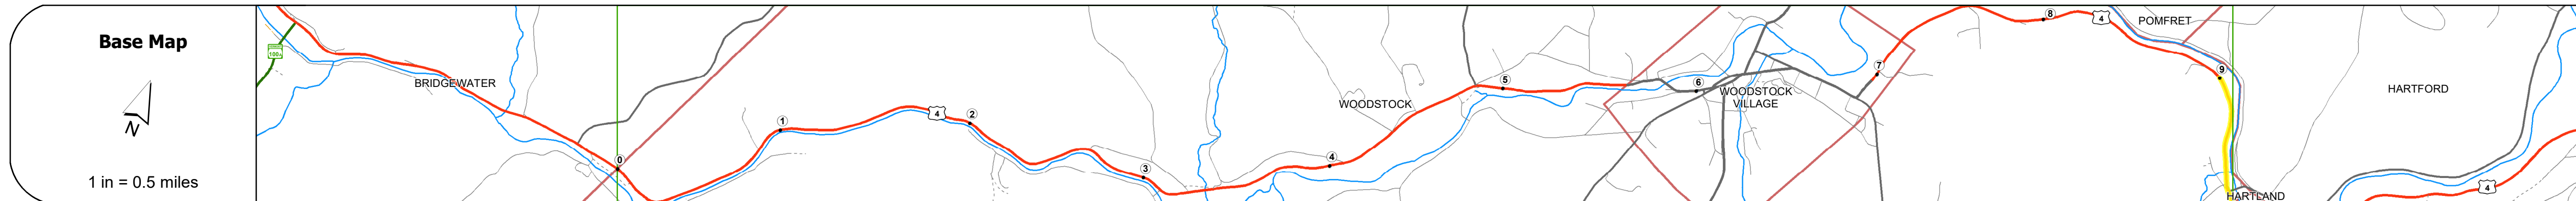 Base Map
N
1 in = 0.5 miles
100A
BRIDGEWATER
0
1
4
2
3
4
WOODSTOCK
5
6
WOODSTOCK
VILLAGE
7
8
4
POMFRET
9
HARTLAND
HARTFORD
4